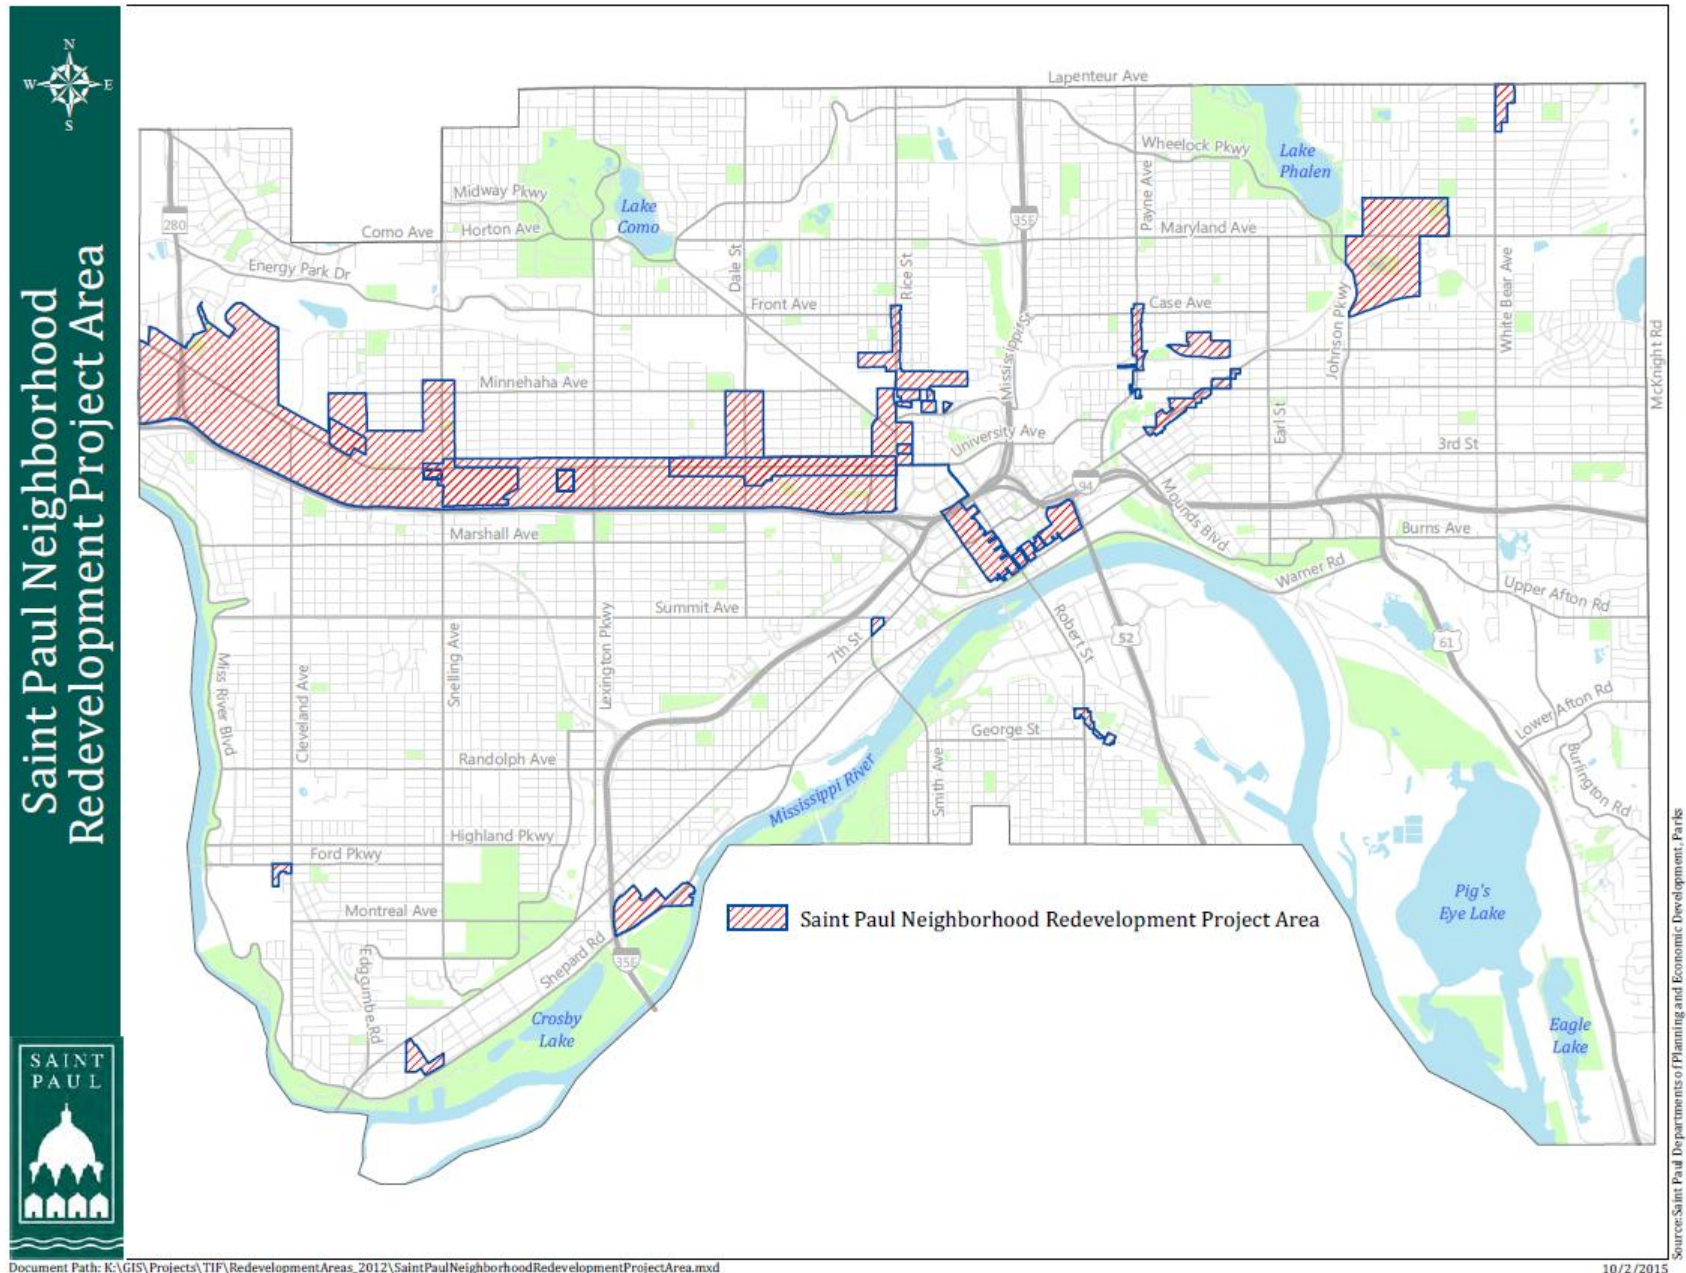 Saint Paul Neighborhood
Redevelopment Project Area
N
W
E
S
SAINT
PAUL
Lapenteur Ave
Wheelock Pkwy
Lake
Phalen
Payne Ave
Midway Pkwy
Lake
Como
280
35E
Como Ave
Horton Ave
Maryland Ave
Dale St
Rice St
Energy Park Dr
Front Ave
Case Ave
White Bear Ave
Johnson Pkwy
Mississippi St
McKnight Rd
Minnehaha Ave
University Ave
Earl St
3rd St
94
Mounds Blvd
Marshall Ave
Burns Ave
Warner Rd
Upper Afton Rd
Summit Ave
Lexington Pkwy
Snelling Ave
7th St
Robert St
52
61
Miss River Blvd
Cleveland Ave
George St
Lower Afton Rd
Randolph Ave
Smith Ave
Burlington Rd
Mississippi River
Highland Pkwy
Ford Pkwy
Pig's
Eye Lake
Montreal Ave
Saint Paul Neighborhood Redevelopment Project Area
Shepard Rd
35E
Edgcumbe Rd
Crosby
Lake
Eagle
Lake
Source:Saint Paul Departments of Planning and Economic Development, Parks
Document Path: K:\GIS\Projects\TIF\RedevelopmentAreas_2012\SaintPaulNeighborhoodRedevelopmentProjectArea.mxd
10/2/2015